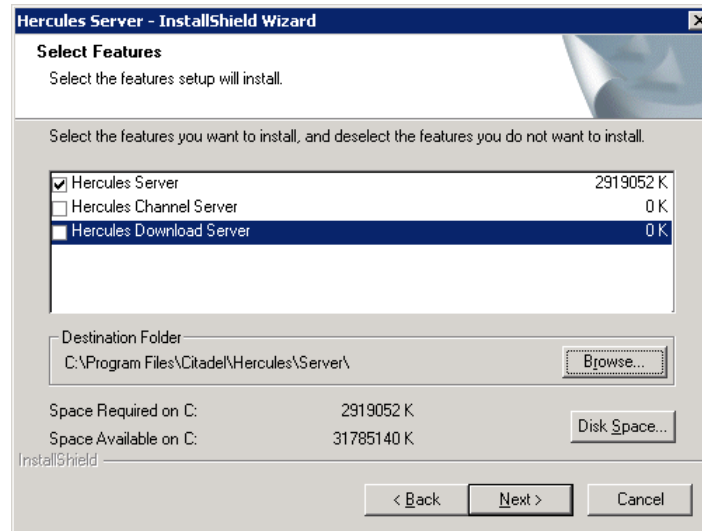 Hercules Server - InstallShield Wizard
Select Features
Select the features setup will install.
Select the features you want to install, and deselect the features you do not want to install.
Hercules Server 2919052 K
Hercules Channel Server 0 K
Hercules Download Server 0 K
Destination Folder
C:\Program Files\Citadel\Hercules\Server\ Browse...
Space Required on C: 2919052 K
Space Available on C: 31785140 K
Disk Space...
InstallShield
< Back Next > Cancel